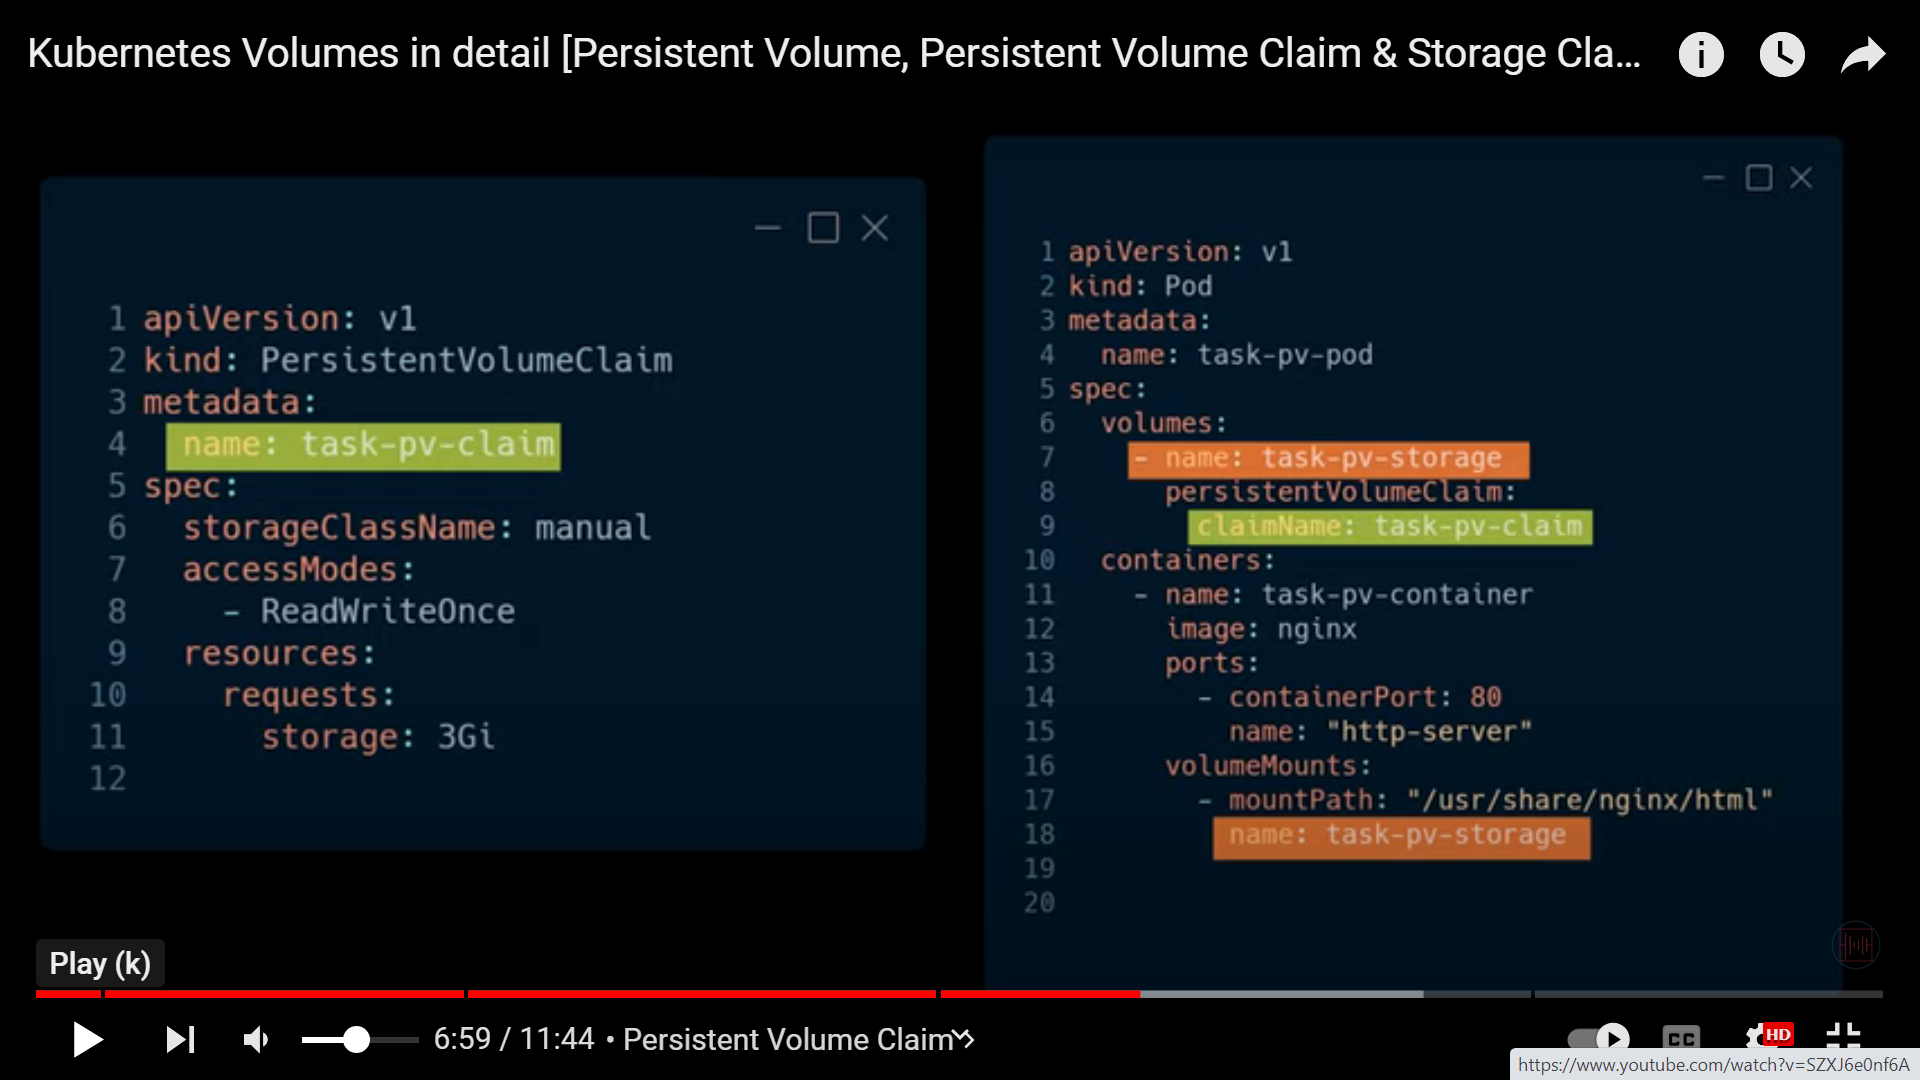 Kubernetes Volumes in detail [Persistent Volume, Persistent Volume Claim & Storage Cla...
1 apiVersion: v1
2 kind: PersistentVolumeClaim
3 metadata:
4   name: task-pv-claim
5 spec:
6   storageClassName: manual
7   accessModes:
8     - ReadWriteOnce
9   resources:
10     requests:
11       storage: 3Gi
12
1 apiVersion: v1
2 kind: Pod
3 metadata:
4   name: task-pv-pod
5 spec:
6   volumes:
7     - name: task-pv-storage
8       persistentVolumeClaim:
9         claimName: task-pv-claim
10   containers:
11     - name: task-pv-container
12       image: nginx
13       ports:
14         - containerPort: 80
15           name: "http-server"
16       volumeMounts:
17         - mountPath: "/usr/share/nginx/html"
18           name: task-pv-storage
19
20
Play (k)
6:59 / 11:44 • Persistent Volume Claim
CC
HD
https://www.youtube.com/watch?v=SZXJ6e0nf6A